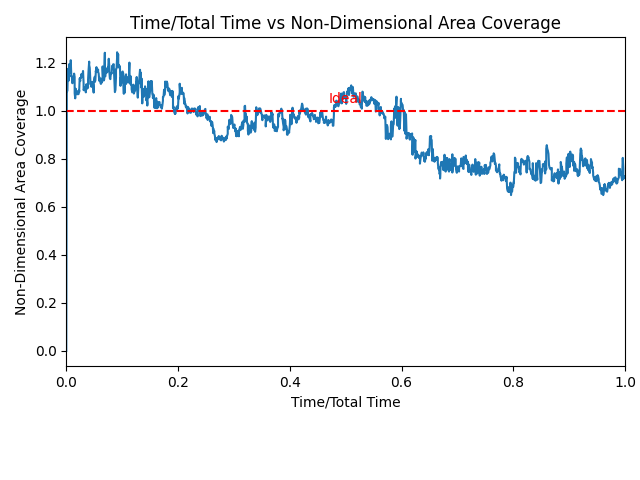 Time/Total Time vs Non-Dimensional Area Coverage
Non-Dimensional Area Coverage
1.2
1.0
0.8
0.6
0.4
0.2
0.0
Ideal
0.0 0.2 0.4 0.6 0.8 1.0
Time/Total Time